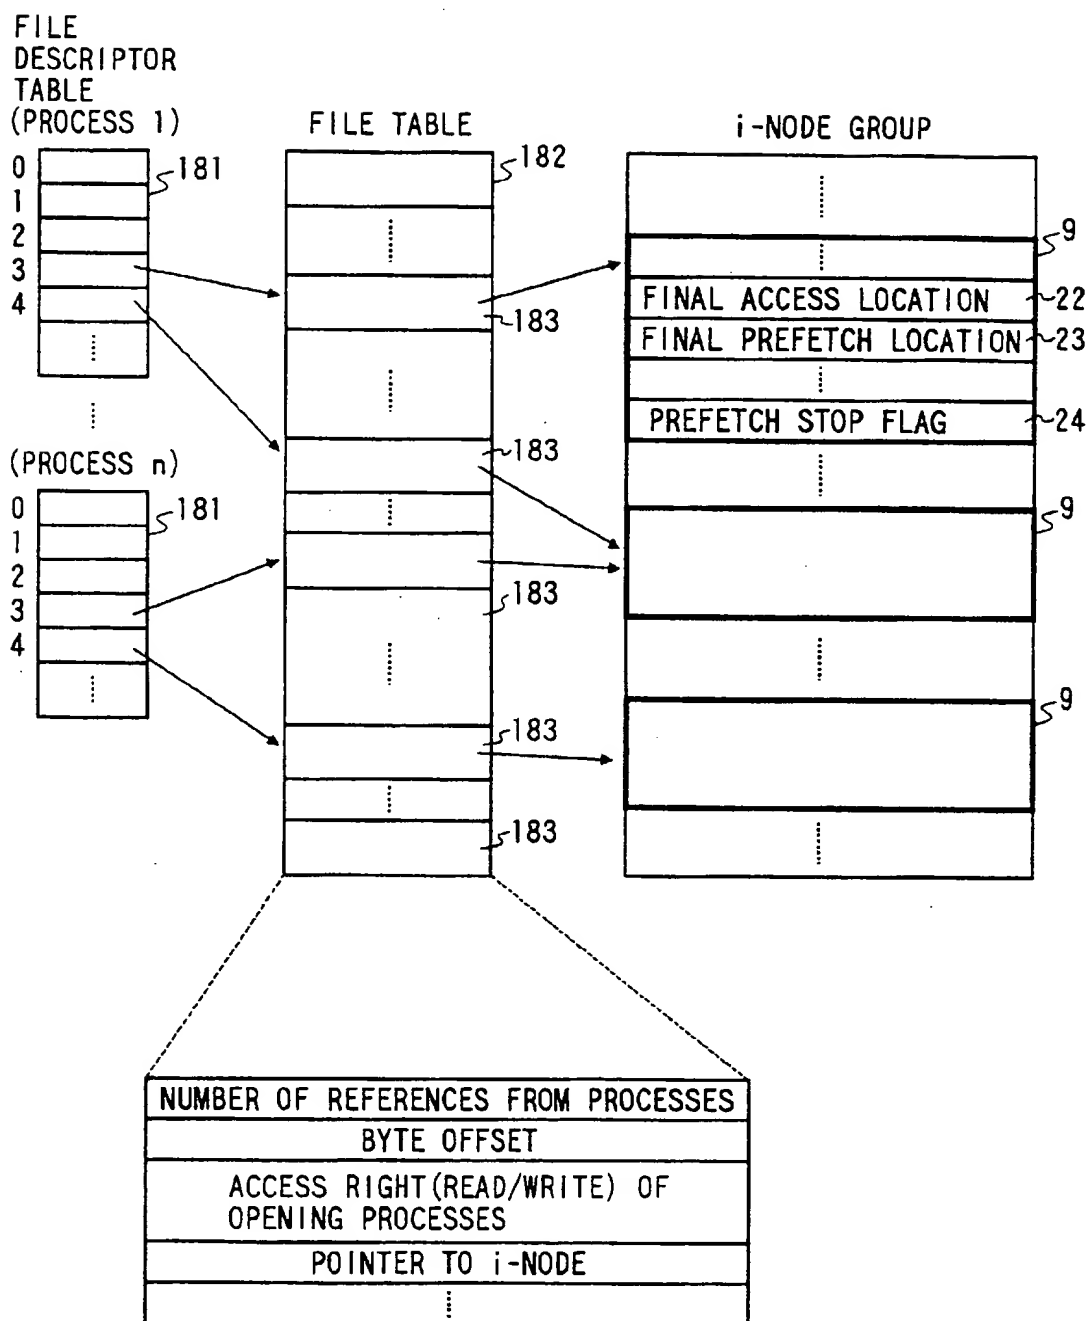 FILE
DESCRIPTOR
TABLE
(PROCESS 1)
0
1
2
3
4
181
(PROCESS n)
0
1
2
3
4
181
FILE TABLE
182
183
183
183
183
183
i-NODE GROUP
9
FINAL ACCESS LOCATION
22
FINAL PREFETCH LOCATION
23
PREFETCH STOP FLAG
24
9
9
NUMBER OF REFERENCES FROM PROCESSES
BYTE OFFSET
ACCESS RIGHT(READ/WRITE) OF
OPENING PROCESSES
POINTER TO i-NODE